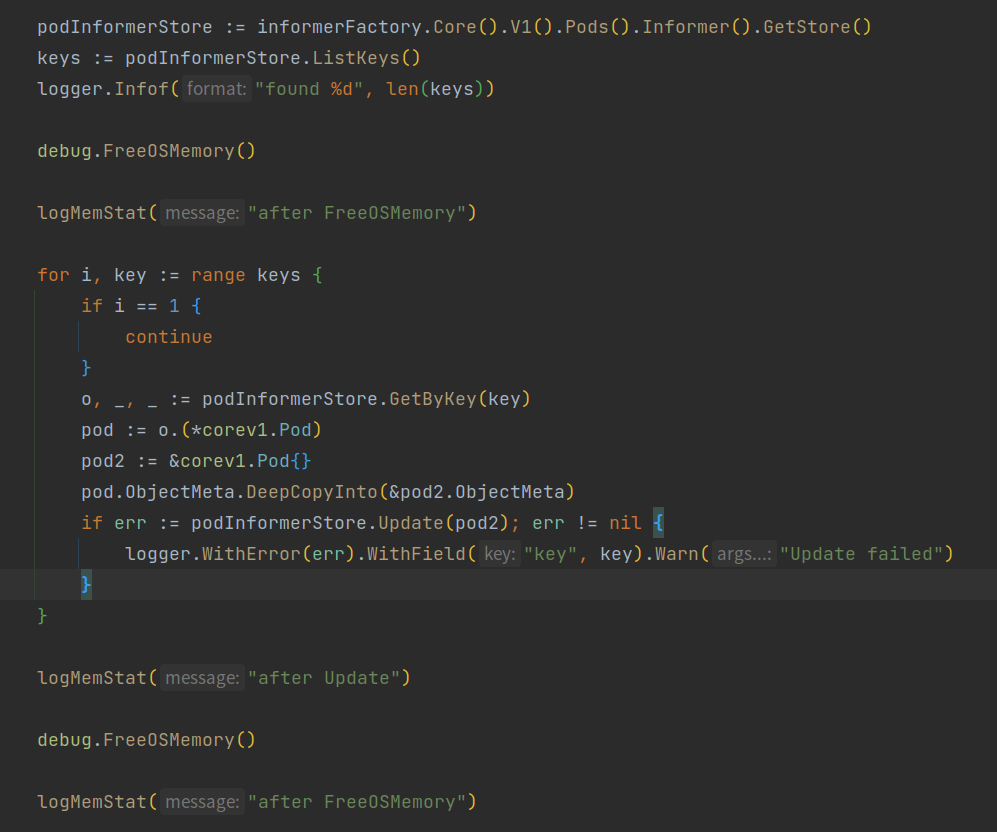 podInformerStore := informerFactory.Core().V1().Pods().Informer().GetStore()
keys := podInformerStore.ListKeys()
logger.Infof( format: "found %d", len(keys))
debug.FreeOSMemory()
logMemStat( message: "after FreeOSMemory")
for i, key := range keys {
if i == 1 {
continue
}
o, _, _ := podInformerStore.GetByKey(key)
pod := o.(*corev1.Pod)
pod2 := &corev1.Pod{}
pod.ObjectMeta.DeepCopyInto(&pod2.ObjectMeta)
if err := podInformerStore.Update(pod2); err != nil {
logger.WithError(err).WithField( key: "key", key).Warn( args...: "Update failed")
}
}
logMemStat( message: "after Update")
debug.FreeOSMemory()
logMemStat( message: "after FreeOSMemory")